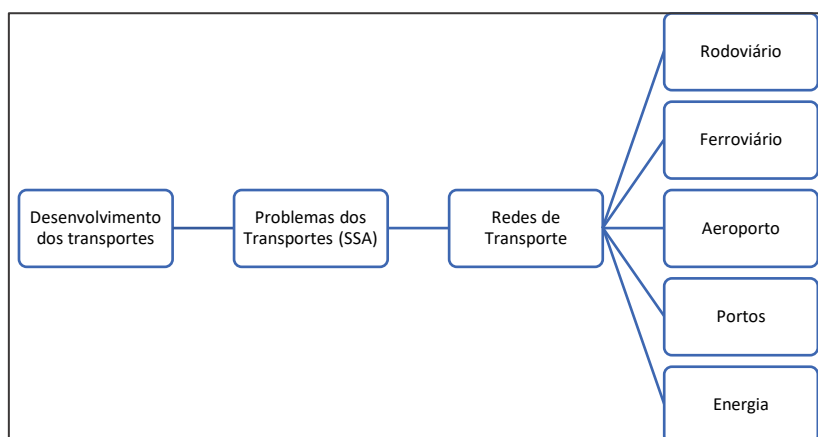 Desenvolvimento
dos transportes
Problemas dos
Transportes (SSA)
Redes de
Transporte
Rodoviário
Ferroviário
Aeroporto
Portos
Energia